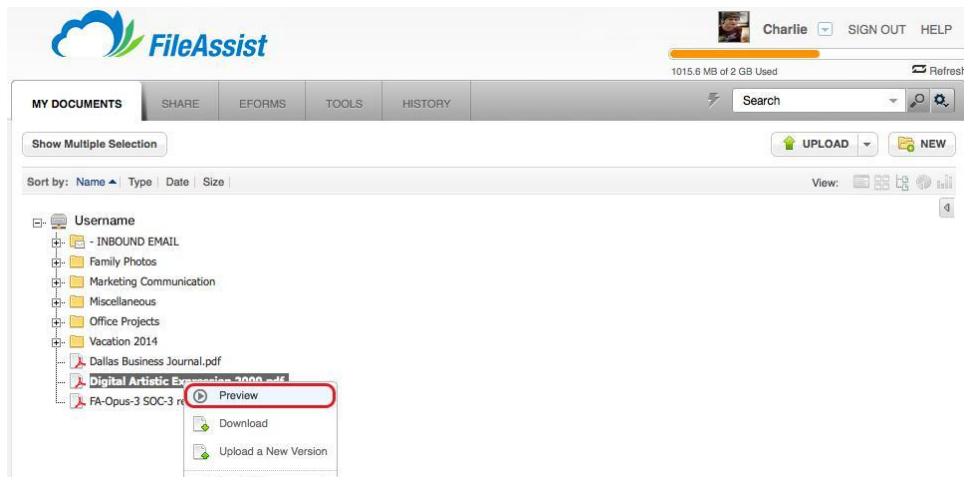 FileAssist
Charlie SIGN OUT HELP
1015.6 MB of 2 GB Used Refresh
MY DOCUMENTS SHARE EFORMS TOOLS HISTORY Search
Show Multiple Selection UPLOAD NEW
Sort by: Name Type Date Size View:
Username
- INBOUND EMAIL
Family Photos
Marketing Communication
Miscellaneous
Office Projects
Vacation 2014
Dallas Business Journal.pdf
Digital Artistic Expression 2000.pdf
FA-Opus-3 SOC-3
Preview
Download
Upload a New Version